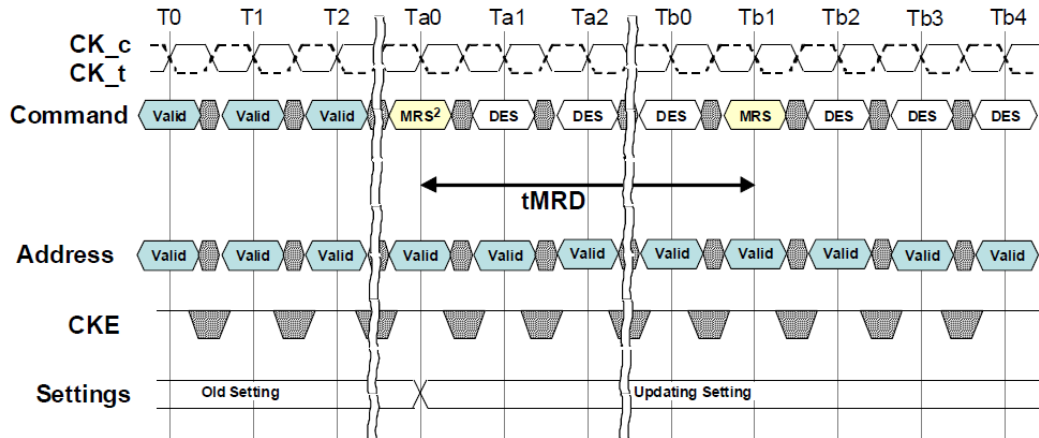 T0 T1 T2 Ta0 Ta1 Ta2 Tb0 Tb1 Tb2 Tb3 Tb4
CK_c
CK_t
Command Valid Valid Valid MRS² DES DES DES MRS DES DES DES
tMRD
Address Valid Valid Valid Valid Valid Valid Valid Valid Valid Valid Valid
CKE
Settings Old Setting Updating Setting